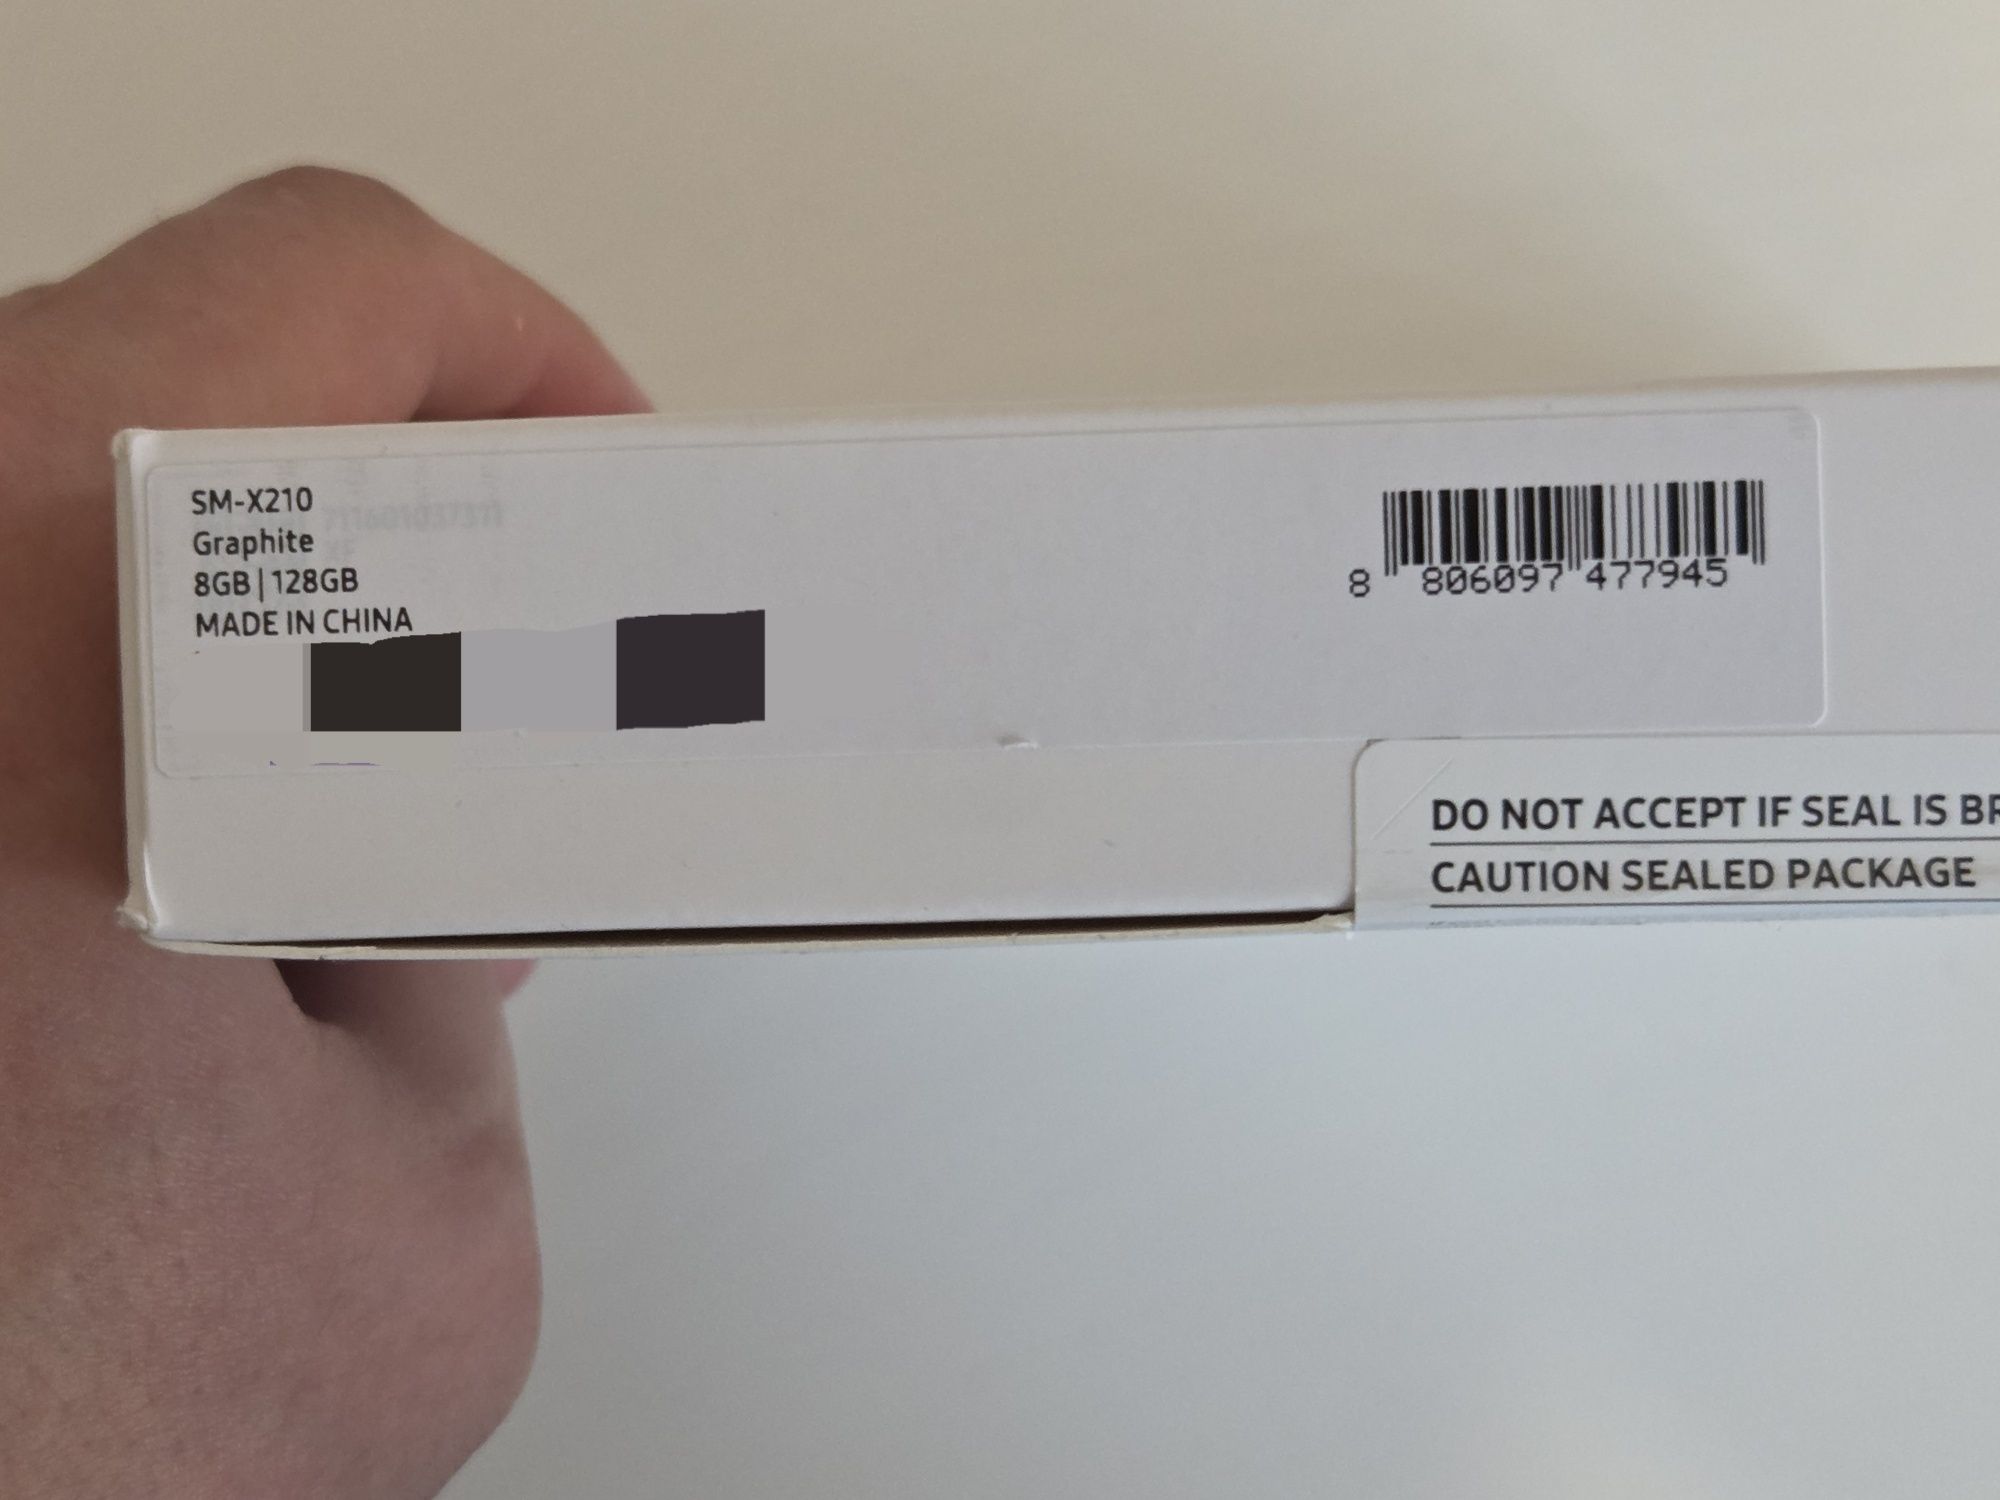 SM-X210
Graphite
8GB | 128GB
MADE IN CHINA
8 806097 477945
DO NOT ACCEPT IF SEAL IS
CAUTION SEALED PACKAGE